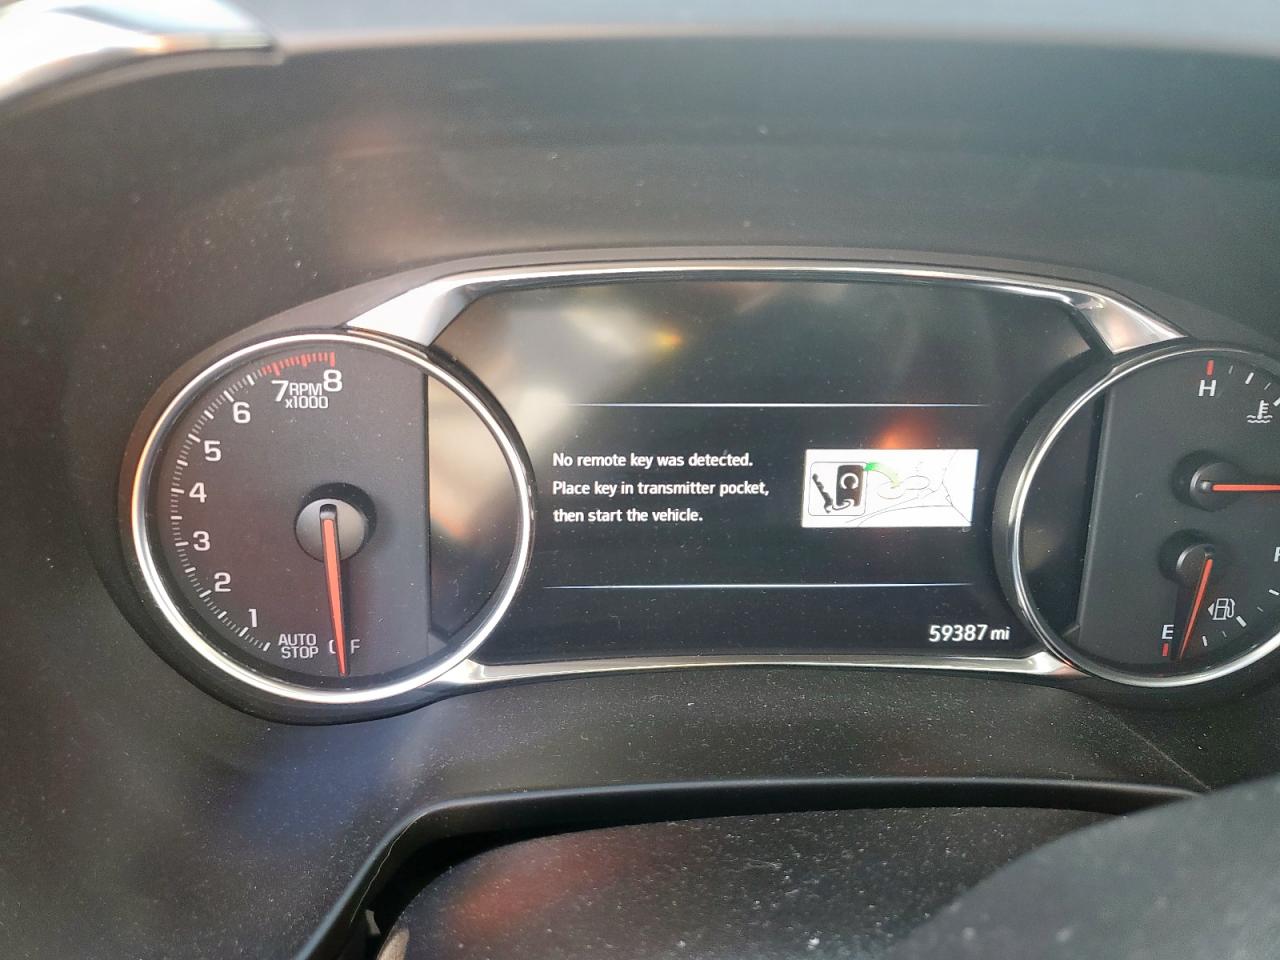 7 RPM 8
x1000
6
5
4
3
2
1
AUTO
STOP
No remote key was detected.
Place key in transmitter pocket,
then start the vehicle.
59387 mi
H
F
E